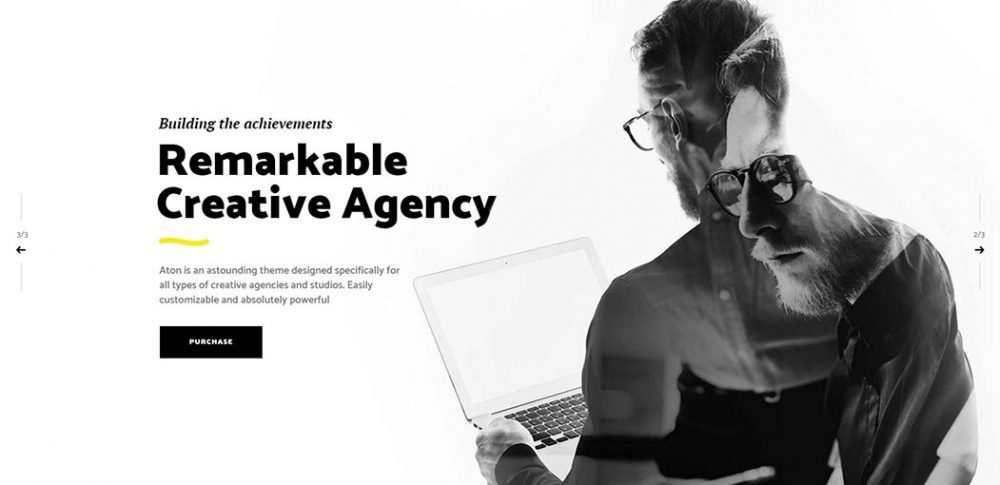 Building the achievements
Remarkable
Creative Agency
3/3
2/3
Aton is an astounding theme designed specifically for
all types of creative agencies and studios. Easily
customizable and absolutely powerful
PURCHASE